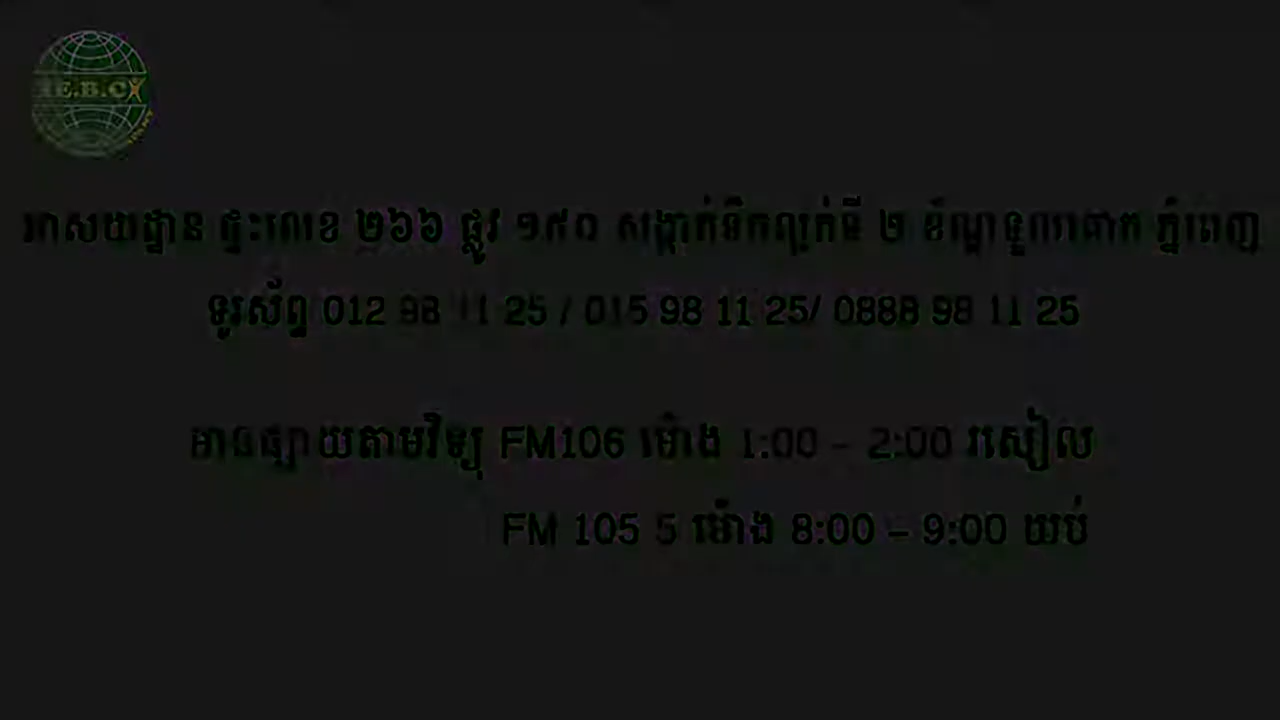 E.B.C
អាសយដ្ឋាន ផ្ទះលេខ ២៦៦ ផ្លូវ ១៥០ សង្កាត់ទឹកល្អក់ទី ២ ខ័ណ្ឌទួលគោក ភ្នំពេញ
ទូរស័ព្ទ 012 98 11 25 / 015 98 11 25/ 0888 98 11 25
មានផ្សាយតាមវិទ្យុ FM106 ម៉ោង 1:00 - 2:00 រសៀល
FM 105 5 ម៉ោង 8:00 – 9:00 យប់